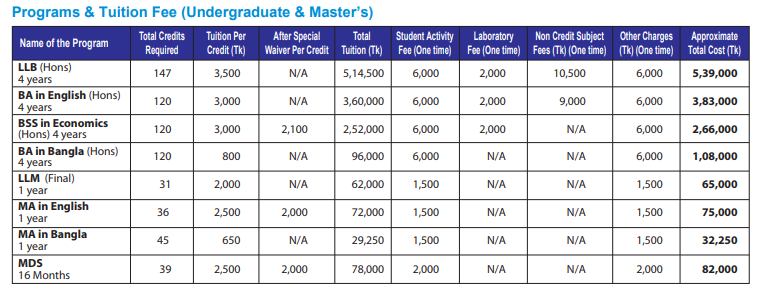 Programs & Tuition Fee (Undergraduate & Master's)
Name of the Program | Total Credits Required | Tuition Per Credit (Tk) | After Special Waiver Per Credit | Total Tuition (Tk) | Student Activity Fee (One time) | Laboratory Fee (One time) | Non Credit Subject Fees (Tk) (One time) | Other Charges (Tk) (One time) | Approximate Total Cost (Tk)
LLB (Hons) 4 years | 147 | 3,500 | N/A | 5,14,500 | 6,000 | 2,000 | 10,500 | 6,000 | 5,39,000
BA in English (Hons) 4 years | 120 | 3,000 | N/A | 3,60,000 | 6,000 | 2,000 | 9,000 | 6,000 | 3,83,000
BSS in Economics (Hons) 4 years | 120 | 3,000 | 2,100 | 2,52,000 | 6,000 | 2,000 | N/A | 6,000 | 2,66,000
BA in Bangla (Hons) 4 years | 120 | 800 | N/A | 96,000 | 6,000 | N/A | N/A | 6,000 | 1,08,000
LLM (Final) 1 year | 31 | 2,000 | N/A | 62,000 | 1,500 | N/A | N/A | 1,500 | 65,000
MA in English 1 year | 36 | 2,500 | 2,000 | 72,000 | 1,500 | N/A | N/A | 1,500 | 75,000
MA in Bangla 1 year | 45 | 650 | N/A | 29,250 | 1,500 | N/A | N/A | 1,500 | 32,250
MDS 16 Months | 39 | 2,500 | 2,000 | 78,000 | 2,000 | N/A | N/A | 2,000 | 82,000